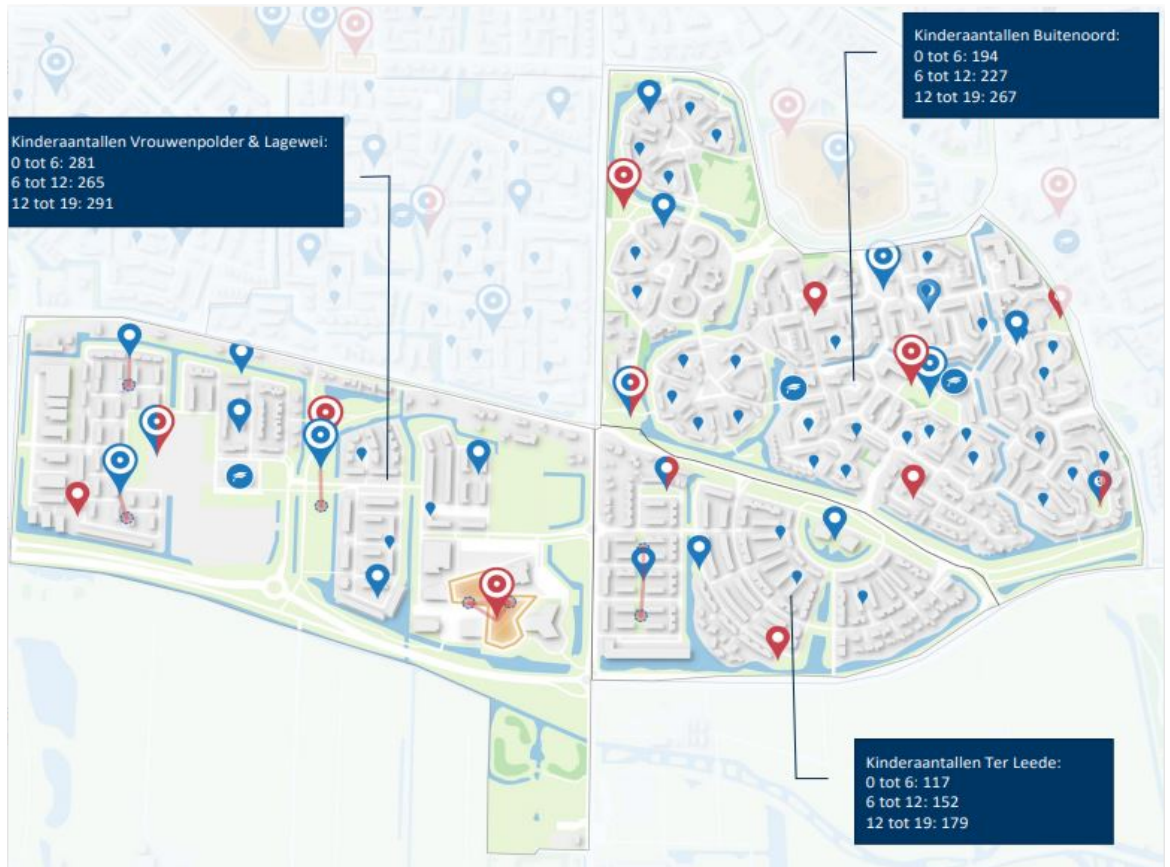 Kinderaantallen Buitenoord:
0 tot 6: 194
6 tot 12: 227
12 tot 19: 267
Kinderaantallen Vrouwenpolder & Lagewei:
0 tot 6: 281
6 tot 12: 265
12 tot 19: 291
Kinderaantallen Ter Leede:
0 tot 6: 117
6 tot 12: 152
12 tot 19: 179